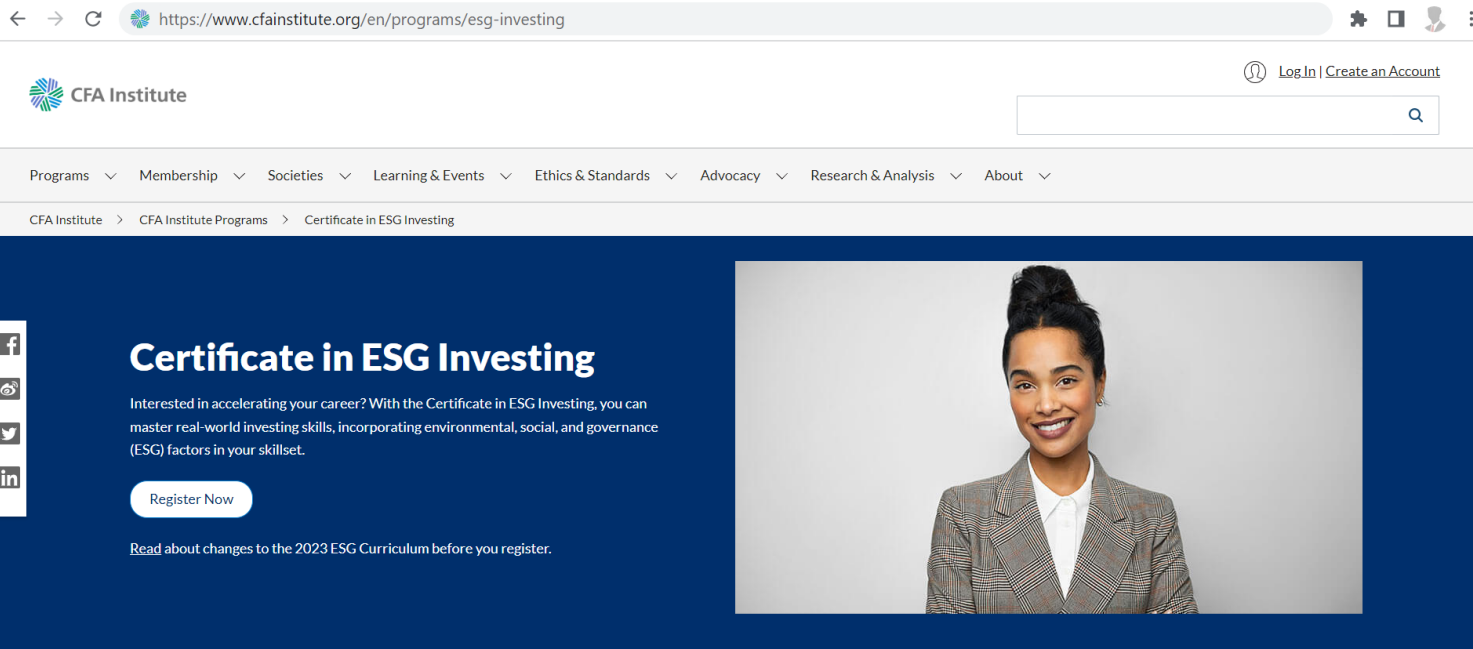 https://www.cfainstitute.org/en/programs/esg-investing
Log In | Create an Account
CFA Institute
Programs Membership Societies Learning & Events Ethics & Standards Advocacy Research & Analysis About
CFA Institute > CFA Institute Programs > Certificate in ESG Investing
Certificate in ESG Investing
Interested in accelerating your career? With the Certificate in ESG Investing, you can
master real-world investing skills, incorporating environmental, social, and governance
(ESG) factors in your skillset.
Register Now
Read about changes to the 2023 ESG Curriculum before you register.